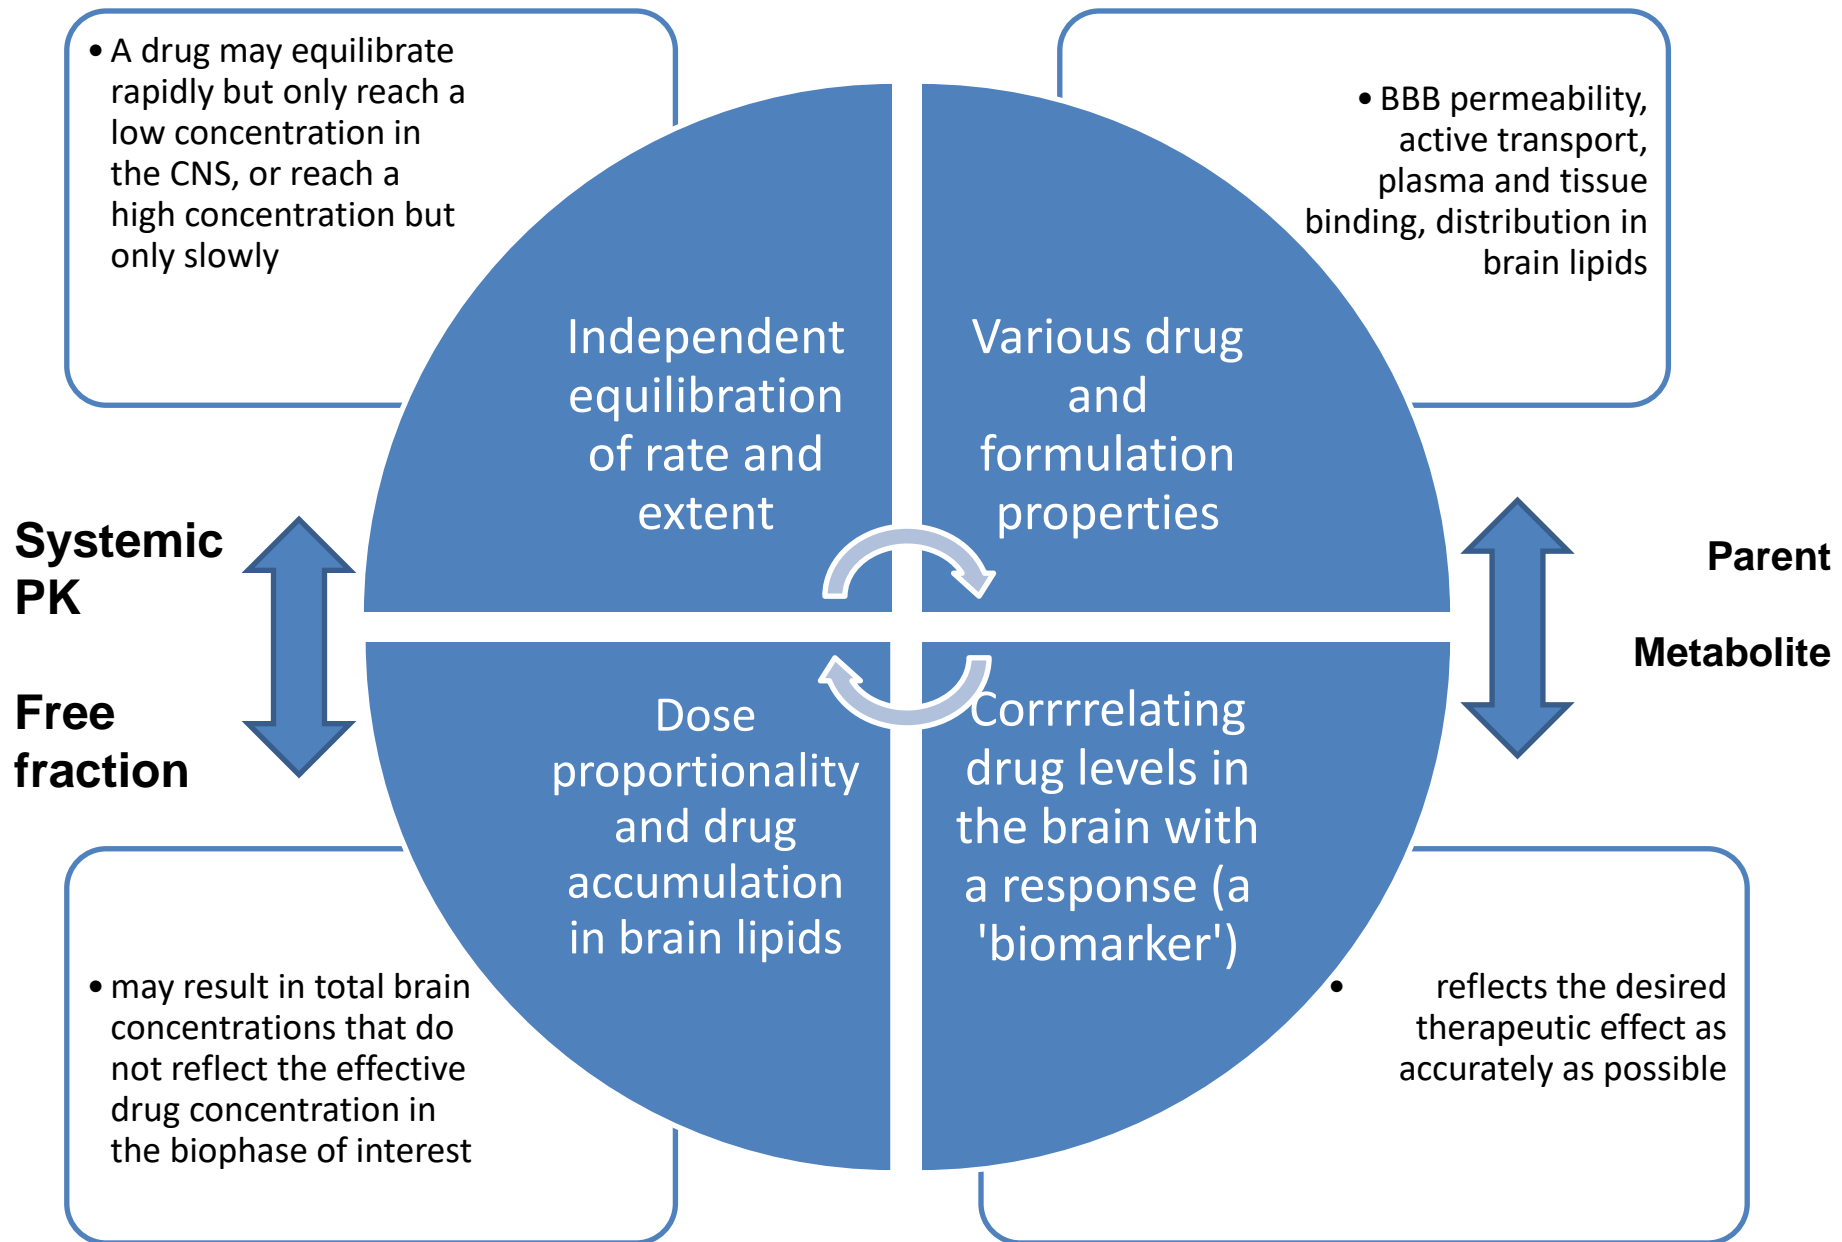 • A drug may equilibrate
rapidly but only reach a
low concentration in
the CNS, or reach a
high concentration but
only slowly
• BBB permeability,
active transport,
plasma and tissue
binding, distribution in
brain lipids
Independent
equilibration
of rate and
extent
Various drug
and
formulation
properties
Systemic
PK
Free
fraction
Parent
Metabolite
Dose
proportionality
and drug
accumulation
in brain lipids
Corrrrelating
drug levels in
the brain with
a response (a
'biomarker')
• may result in total brain
concentrations that do
not reflect the effective
drug concentration in
the biophase of interest
• reflects the desired
therapeutic effect as
accurately as possible